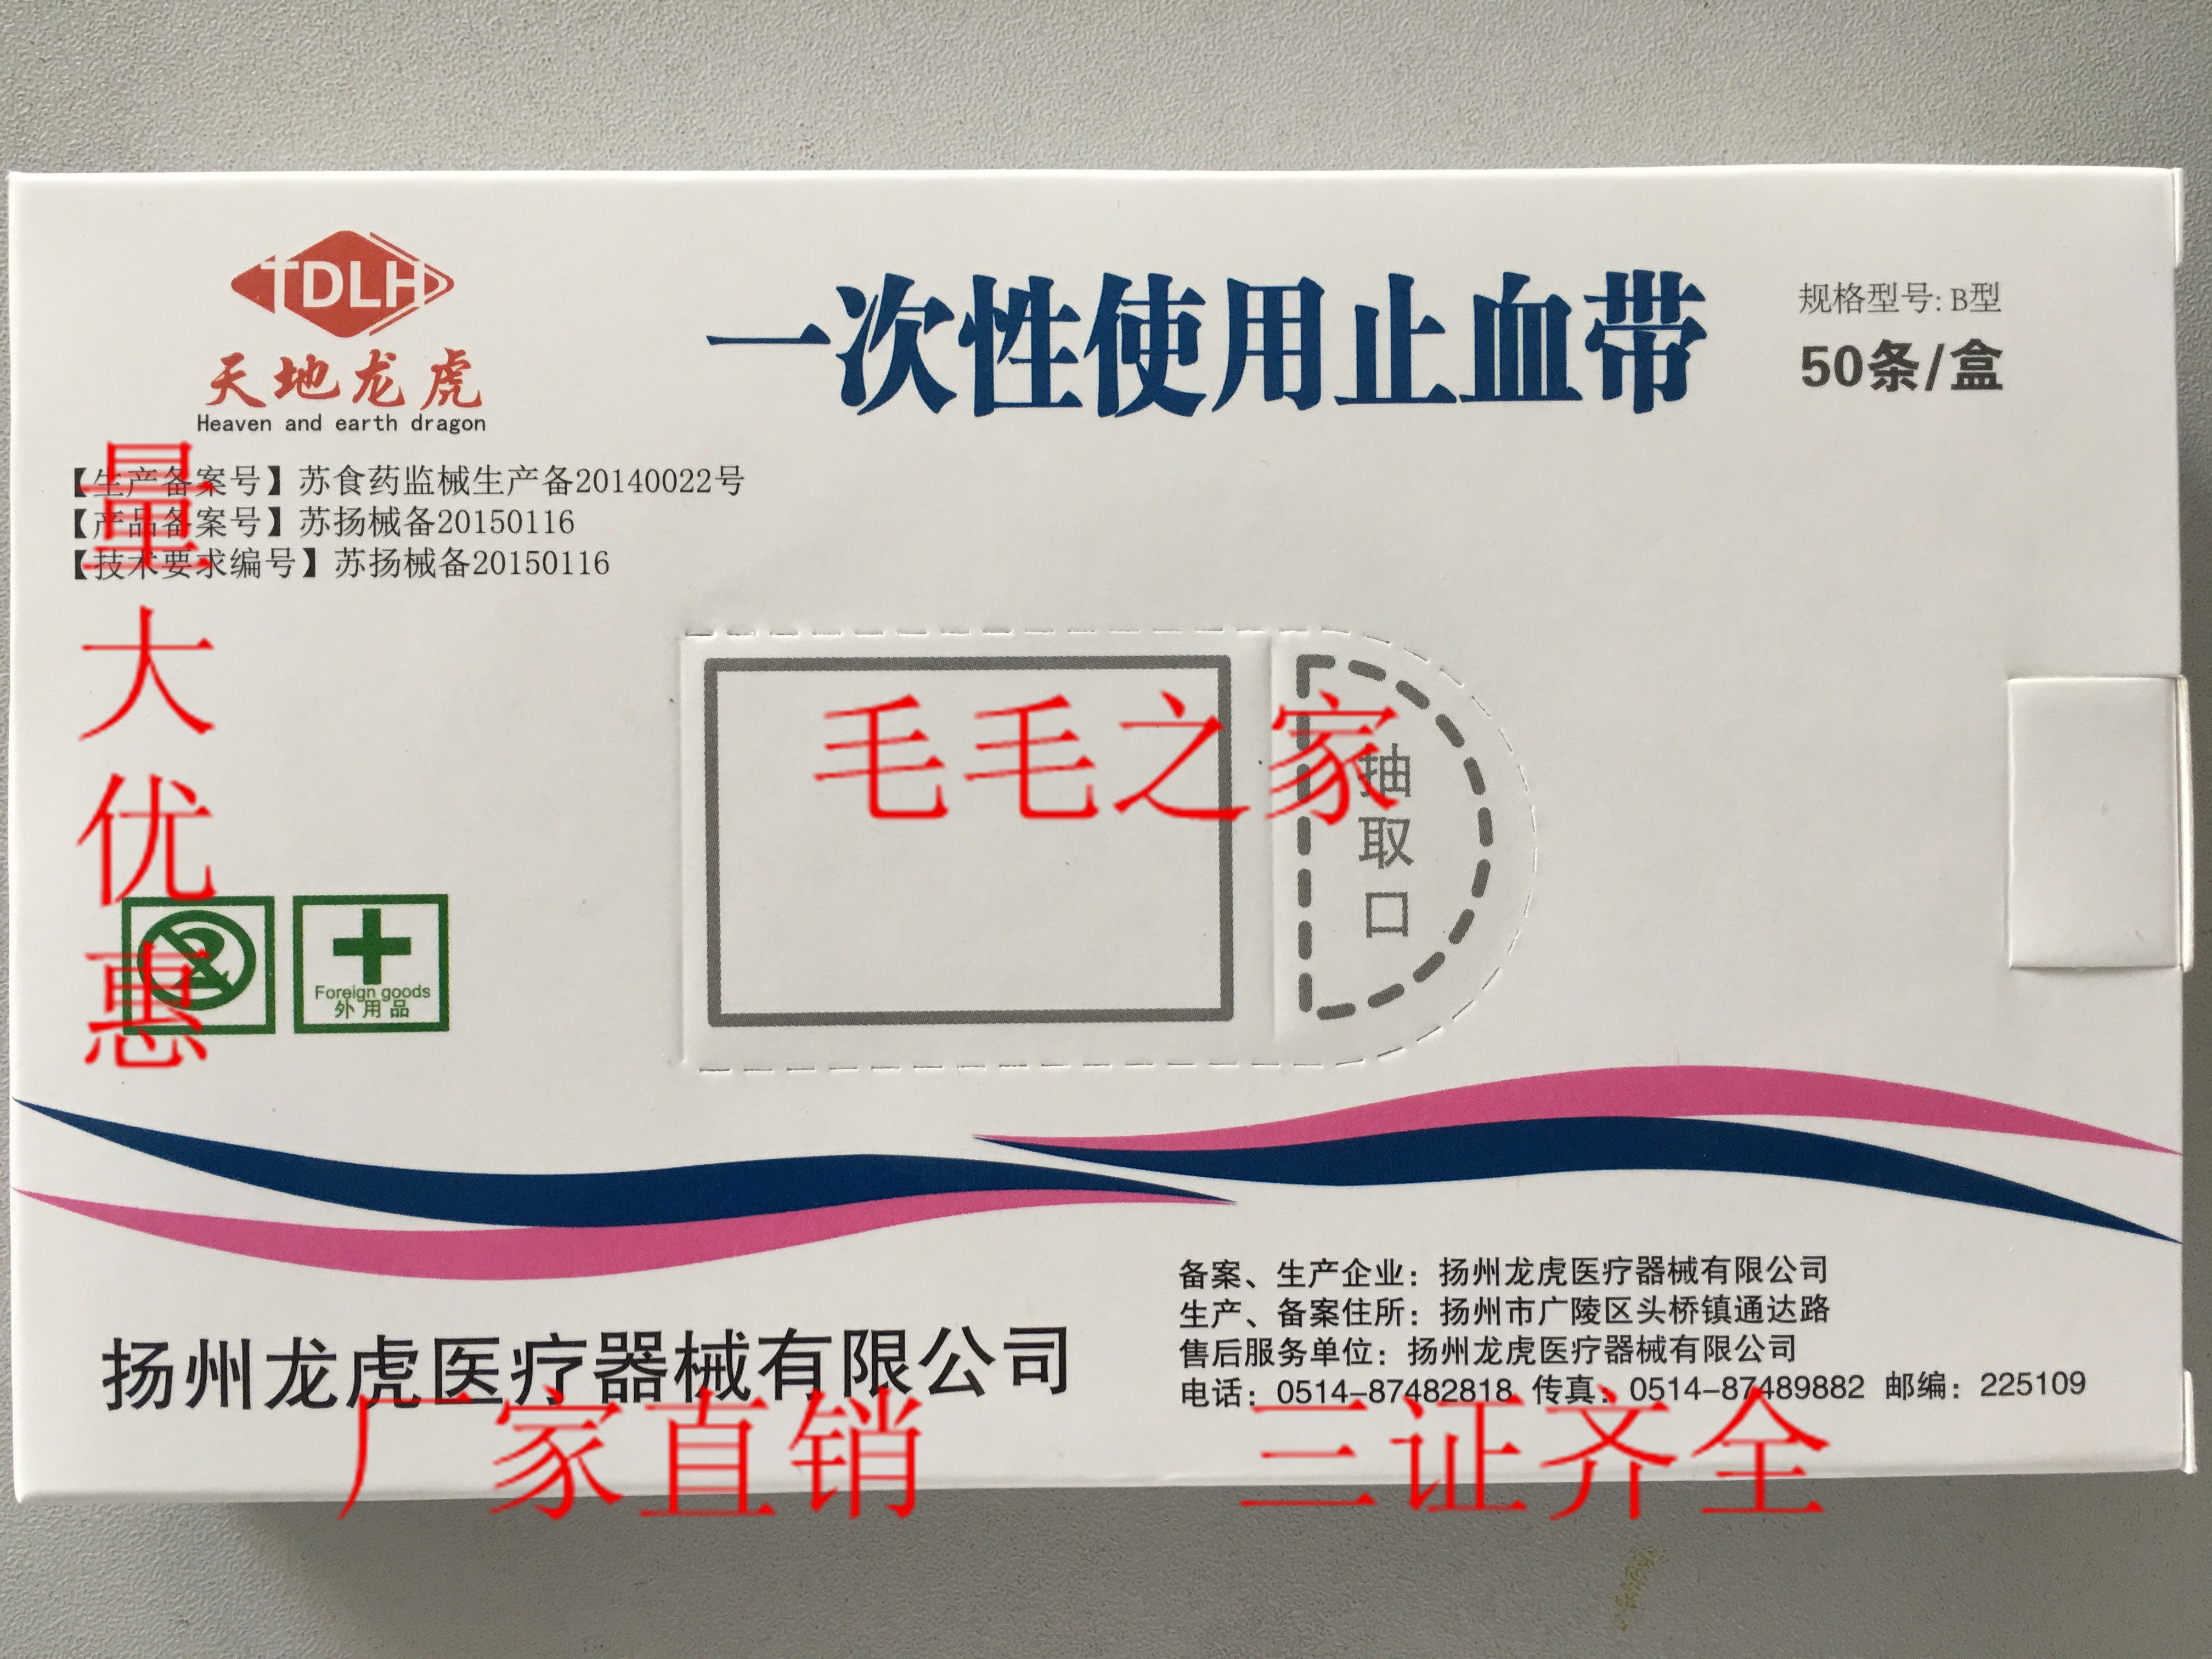 TDLH
天地龙虎
Heaven and earth dragon
一次性使用止血带
规格型号: B型
50条/盒
【生产备案号】苏食药监械生产备20140022号
【产品备案号】苏扬械备20150116
【技术要求编号】苏扬械备20150116
量大优惠
毛毛之家
抽取口
2
Foreign goods
外用品
扬州龙虎医疗器械有限公司
备案、生产企业：扬州龙虎医疗器械有限公司
生产、备案住所：扬州市广陵区头桥镇通达路
售后服务单位：扬州龙虎医疗器械有限公司
电话：0514-87482818 传真：0514-87489882 邮编：225109
厂家直销
三证齐全